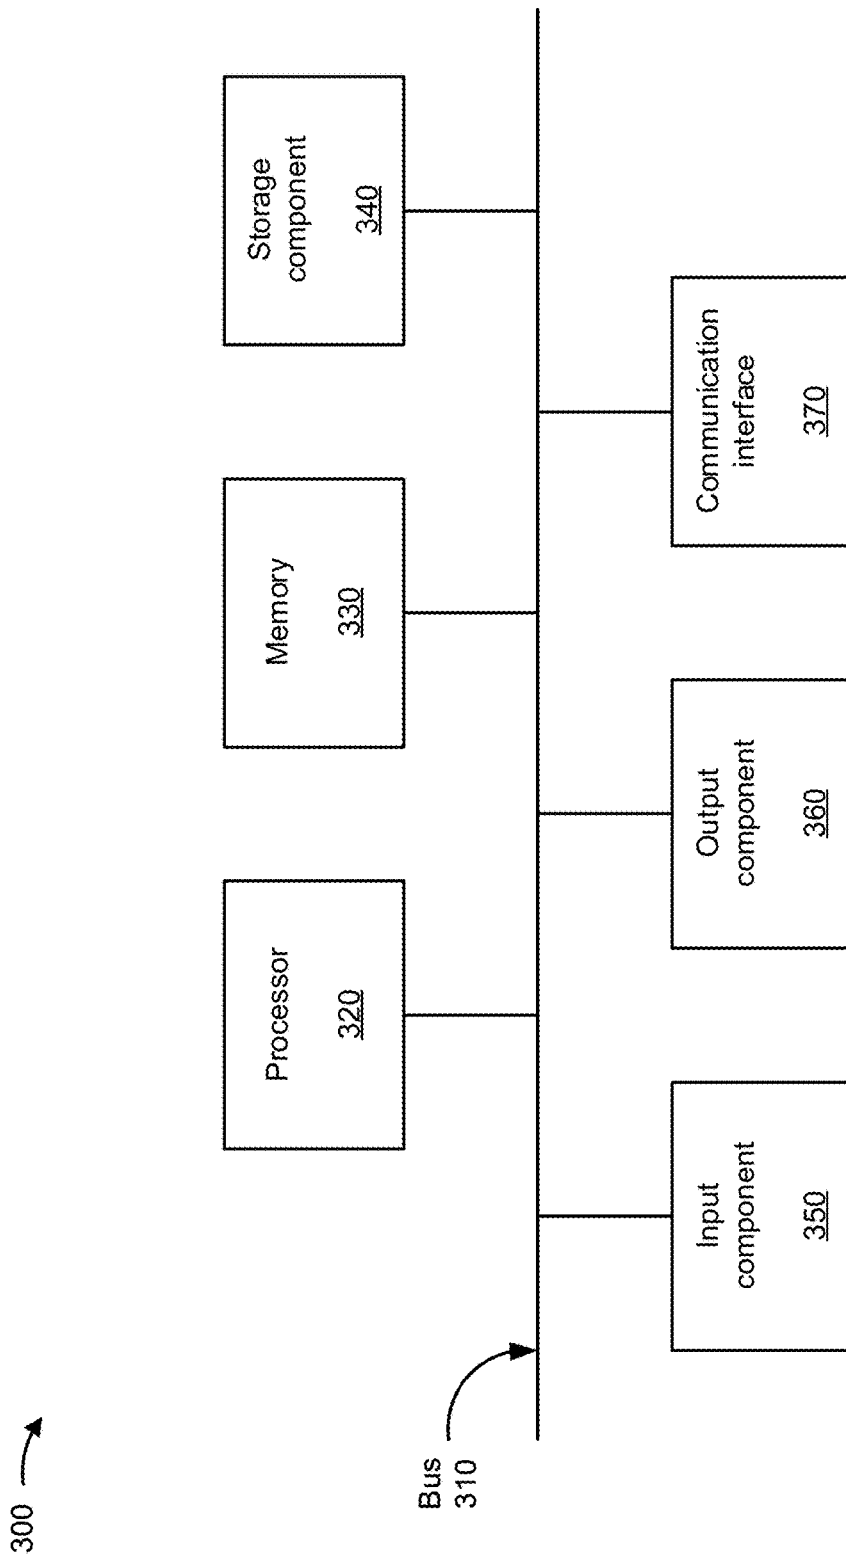 300
Processor
320
Memory
330
Storage
component
340
Bus
310
Input
component
350
Output
component
360
Communication
interface
370